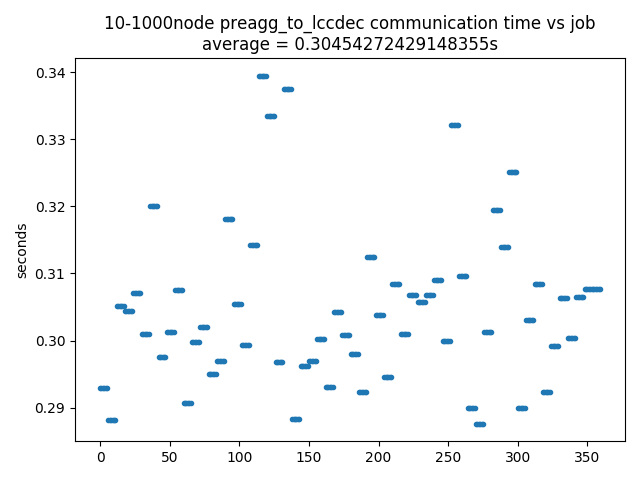 10-1000node preagg_to_lccdec communication time vs job
average = 0.30454272429148355s
0.34
0.33
0.32
0.31
0.30
0.29
seconds
0 50 100 150 200 250 300 350